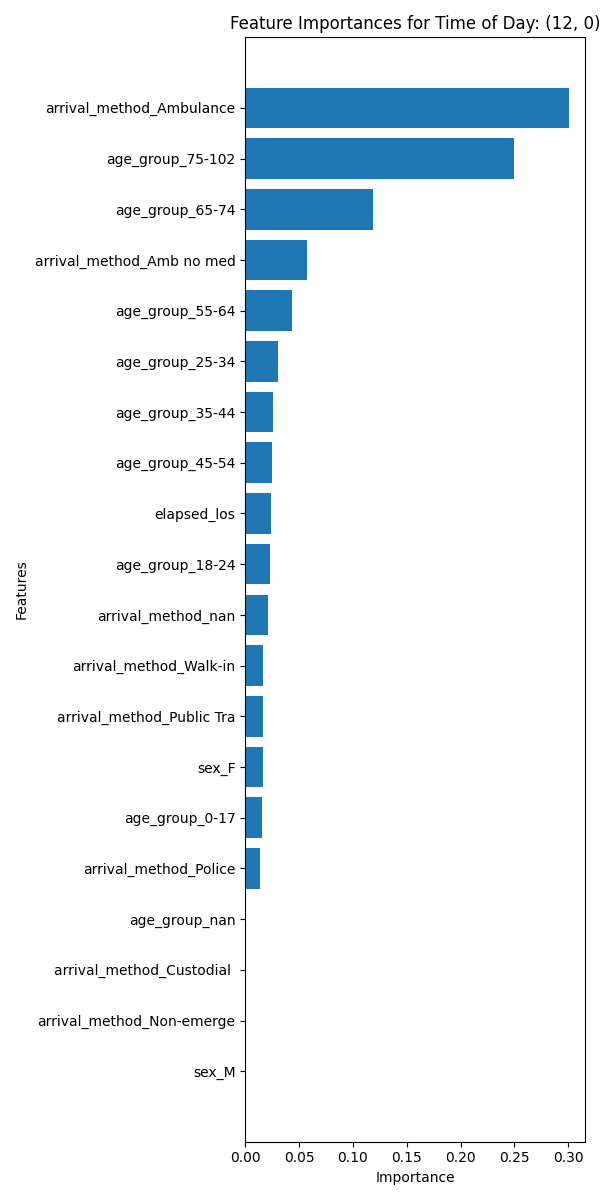 Feature Importances for Time of Day: (12, 0)
arrival_method_Ambulance
age_group_75-102
age_group_65-74
arrival_method_Amb no med
age_group_55-64
age_group_25-34
age_group_35-44
age_group_45-54
elapsed_los
age_group_18-24
arrival_method_nan
arrival_method_Walk-in
arrival_method_Public Tra
sex_F
age_group_0-17
arrival_method_Police
age_group_nan
arrival_method_Custodial
arrival_method_Non-emerge
sex_M
Features
0.00 0.05 0.10 0.15 0.20 0.25 0.30
Importance